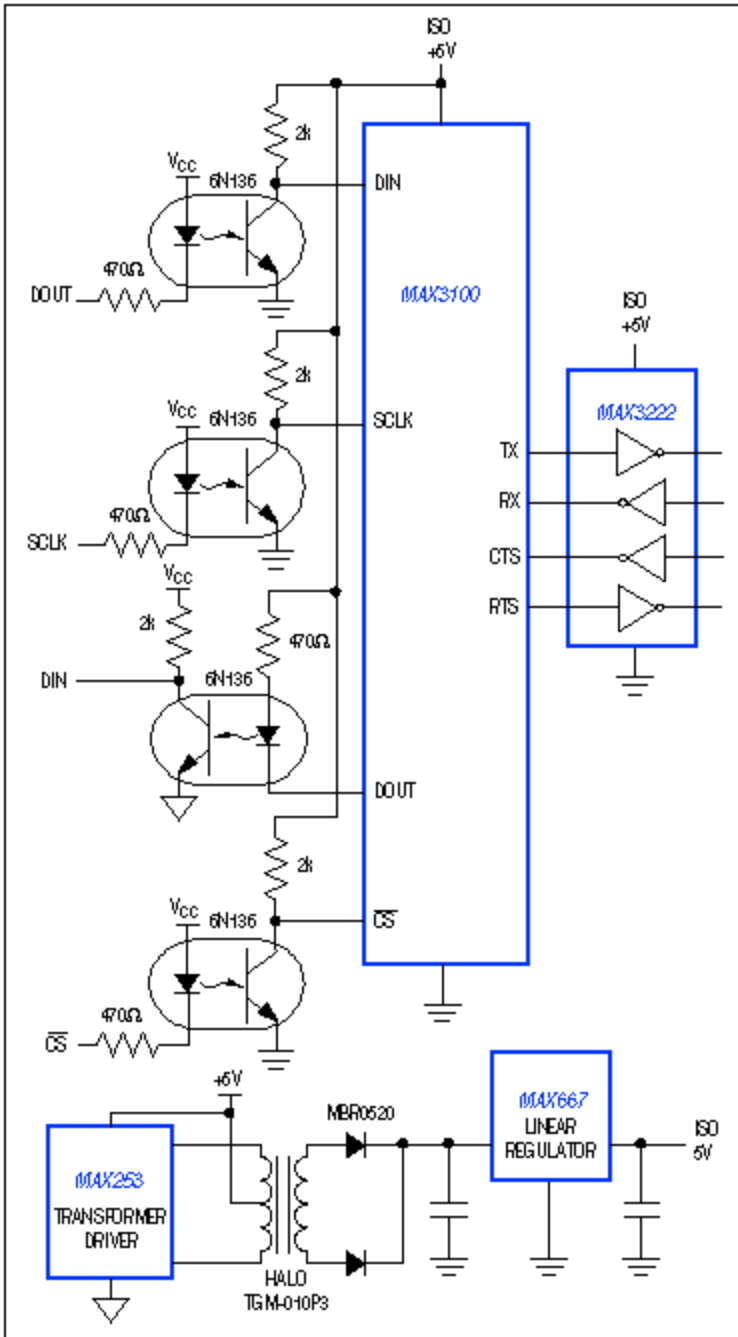 ISO
+5V
2k
VCC
6N136
DIN
470Ω
DOUT
MAX3100
ISO
+5V
2k
VCC
6N136
SCLK
MAX3222
TX
470Ω
RX
SCLK
CTS
VCC
RTS
2k
470Ω
DIN
6N136
DOUT
2k
VCC
6N136
CS
470Ω
CS
+5V
MBR0520
MAX667
LINEAR
REGULATOR
ISO
5V
MAX253
TRANSFORMER
DRIVER
HALO
TGM-010P3